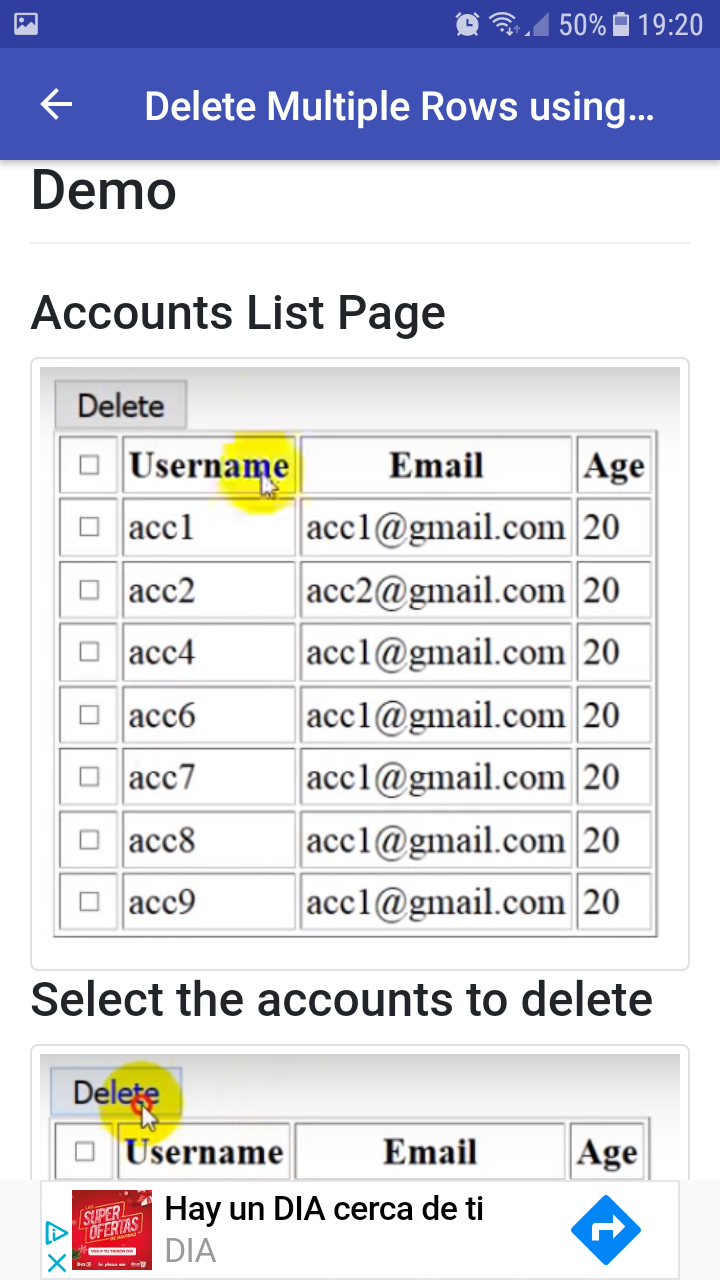 50% 19:20
Delete Multiple Rows using...
Demo
Accounts List Page
Delete
Username Email Age
acc1 acc1@gmail.com 20
acc2 acc2@gmail.com 20
acc4 acc1@gmail.com 20
acc6 acc1@gmail.com 20
acc7 acc1@gmail.com 20
acc8 acc1@gmail.com 20
acc9 acc1@gmail.com 20
Select the accounts to delete
Delete
Username Email Age
SUPER
OFERTAS
Hay un DIA cerca de ti
DIA